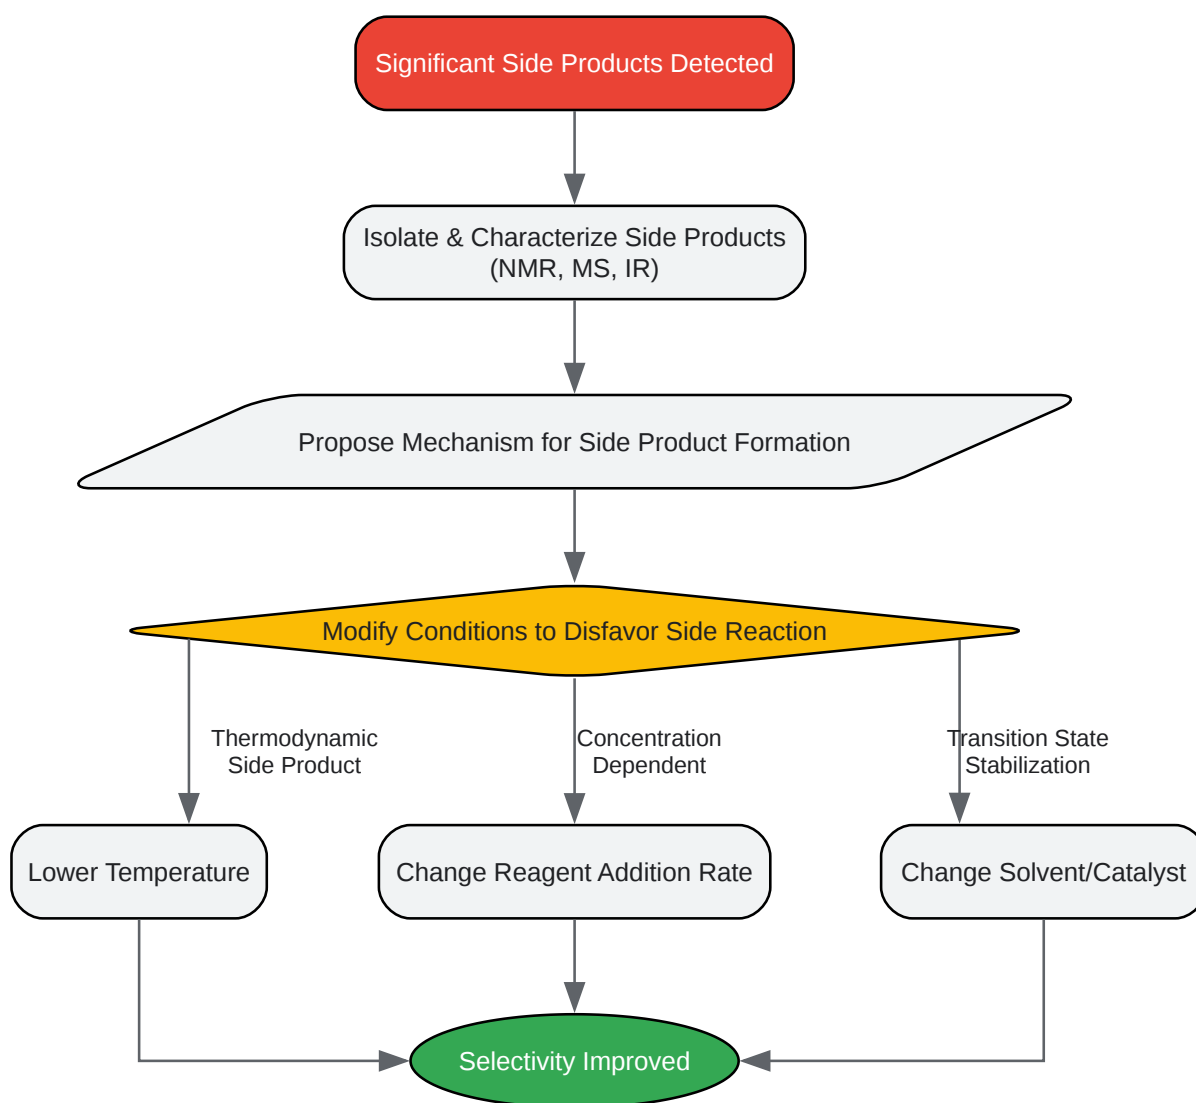 Significant Side Products Detected
Isolate & Characterize Side Products
(NMR, MS, IR)
Propose Mechanism for Side Product Formation
Modify Conditions to Disfavor Side Reaction
Thermodynamic
Side Product
Concentration
Dependent
Transition State
Stabilization
Lower Temperature
Change Reagent Addition Rate
Change Solvent/Catalyst
Selectivity Improved